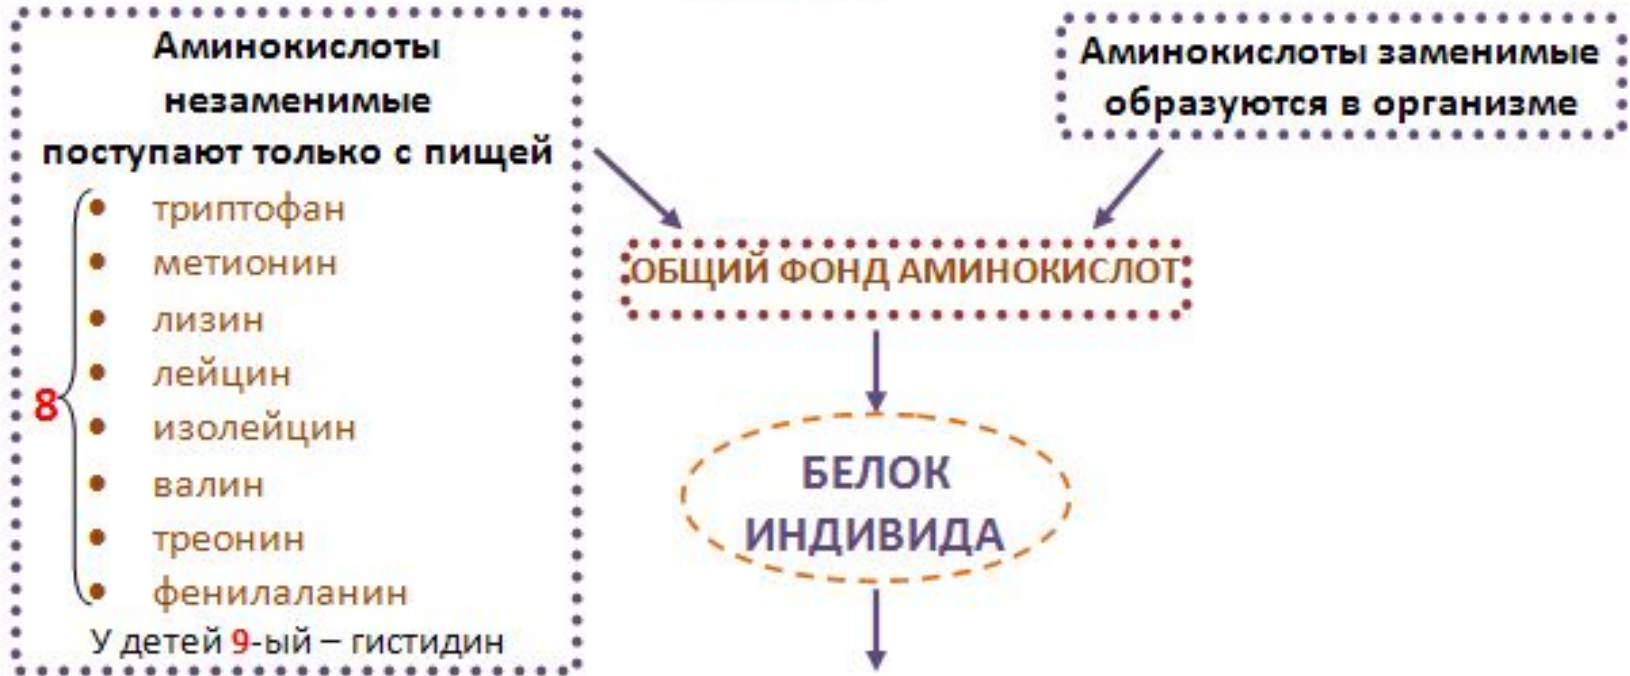 Аминокислоты
незаменимые
поступают только с пищей
• триптофан
• метионин
• лизин
• лейцин
8
• изолейцин
• валин
• треонин
• фенилаланин
У детей 9-ый – гистидин
Аминокислоты заменимые
образуются в организме
ОБЩИЙ ФОНД АМИНОКИСЛОТ
БЕЛОК
ИНДИВИДА